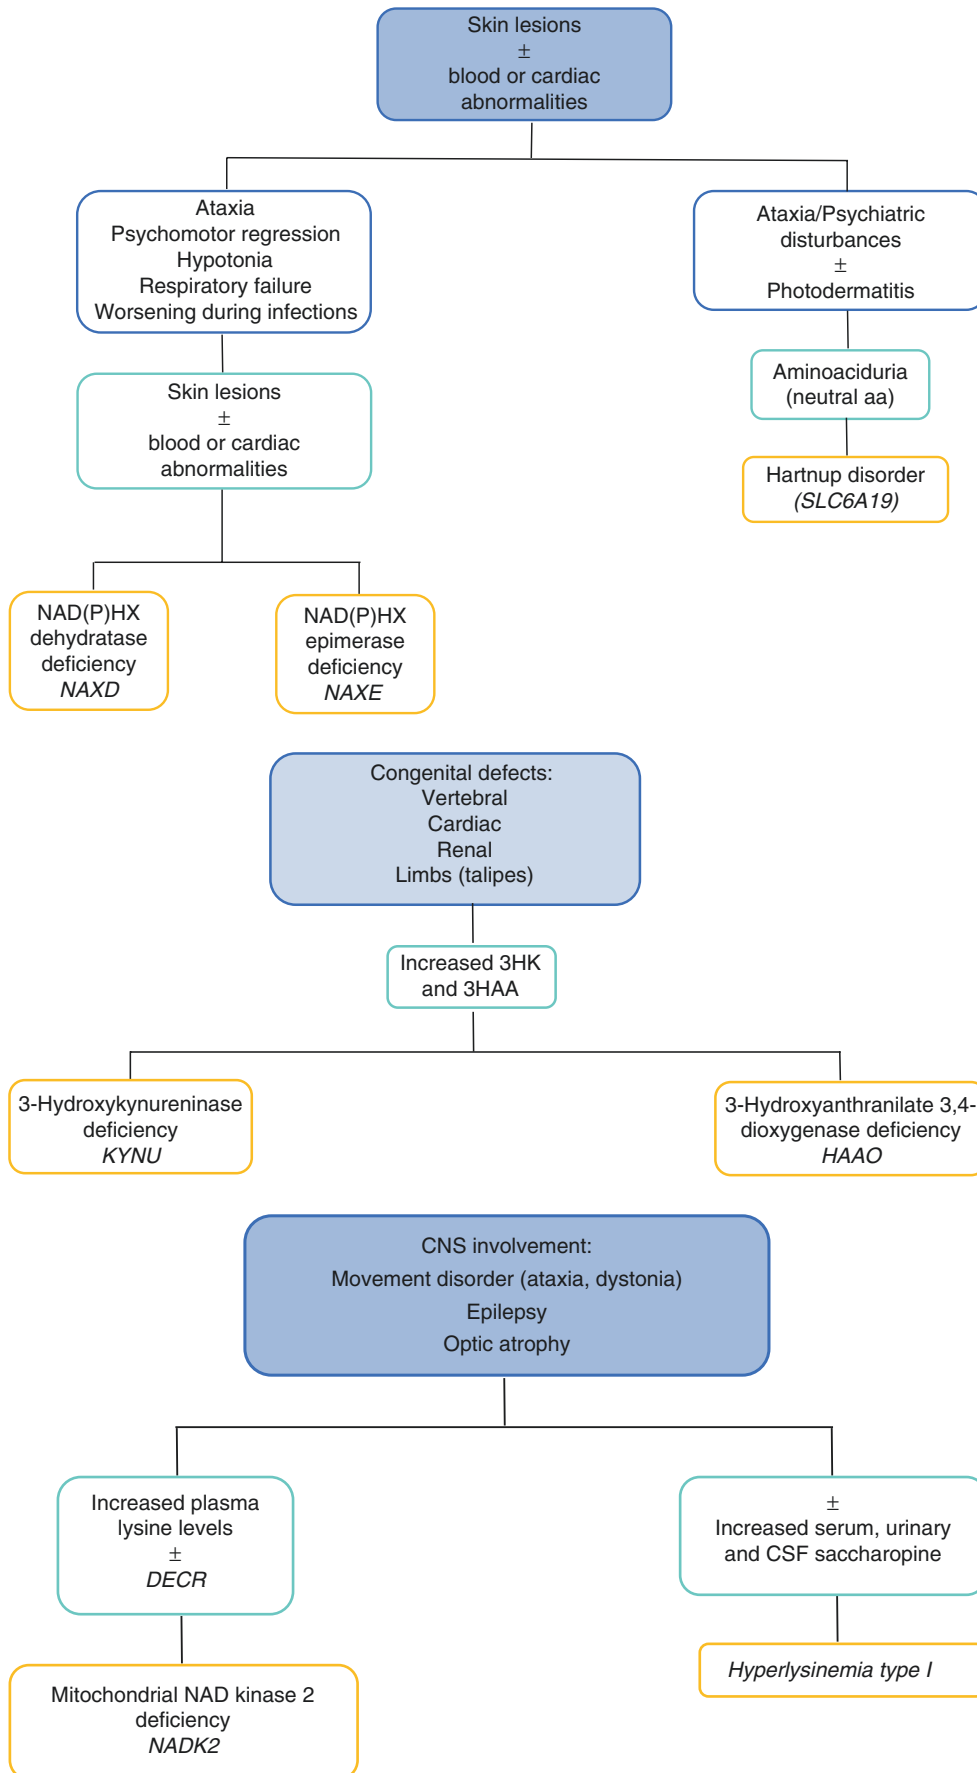 Skin lesions
±
blood or cardiac
abnormalities
Ataxia
Psychomotor regression
Hypotonia
Respiratory failure
Worsening during infections
Ataxia/Psychiatric
disturbances
±
Photodermatitis
Skin lesions
±
blood or cardiac
abnormalities
Aminoaciduria
(neutral aa)
Hartnup disorder
(SLC6A19)
NAD(P)HX
dehydratase
deficiency
NAXD
NAD(P)HX
epimerase
deficiency
NAXE
Congenital defects:
Vertebral
Cardiac
Renal
Limbs (talipes)
Increased 3HK
and 3HAA
3-Hydroxykynureninase
deficiency
KYNU
3-Hydroxyanthranilate 3,4-
dioxygenase deficiency
HAAO
CNS involvement:
Movement disorder (ataxia, dystonia)
Epilepsy
Optic atrophy
Increased plasma
lysine levels
±
DECR
±
Increased serum, urinary
and CSF saccharopine
Mitochondrial NAD kinase 2
deficiency
NADK2
Hyperlysinemia type I